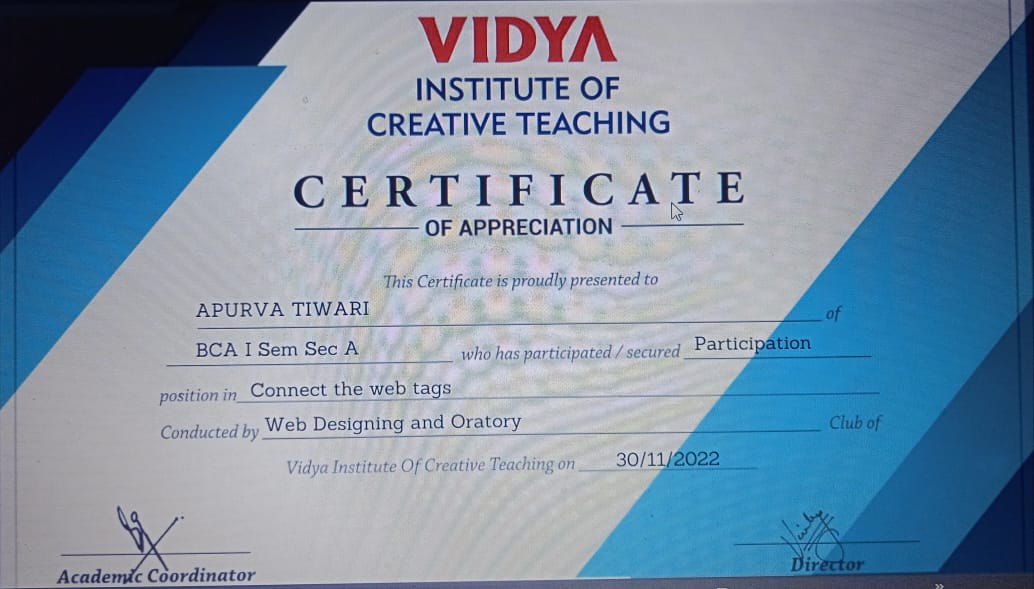 VIDYA
INSTITUTE OF
CREATIVE TEACHING
CERTIFICATE
OF APPRECIATION
This Certificate is proudly presented to
APURVA TIWARI of
BCA I Sem Sec A who has participated / secured Participation
position in Connect the web tags
Conducted by Web Designing and Oratory Club of
Vidya Institute Of Creative Teaching on 30/11/2022
Academic Coordinator Director